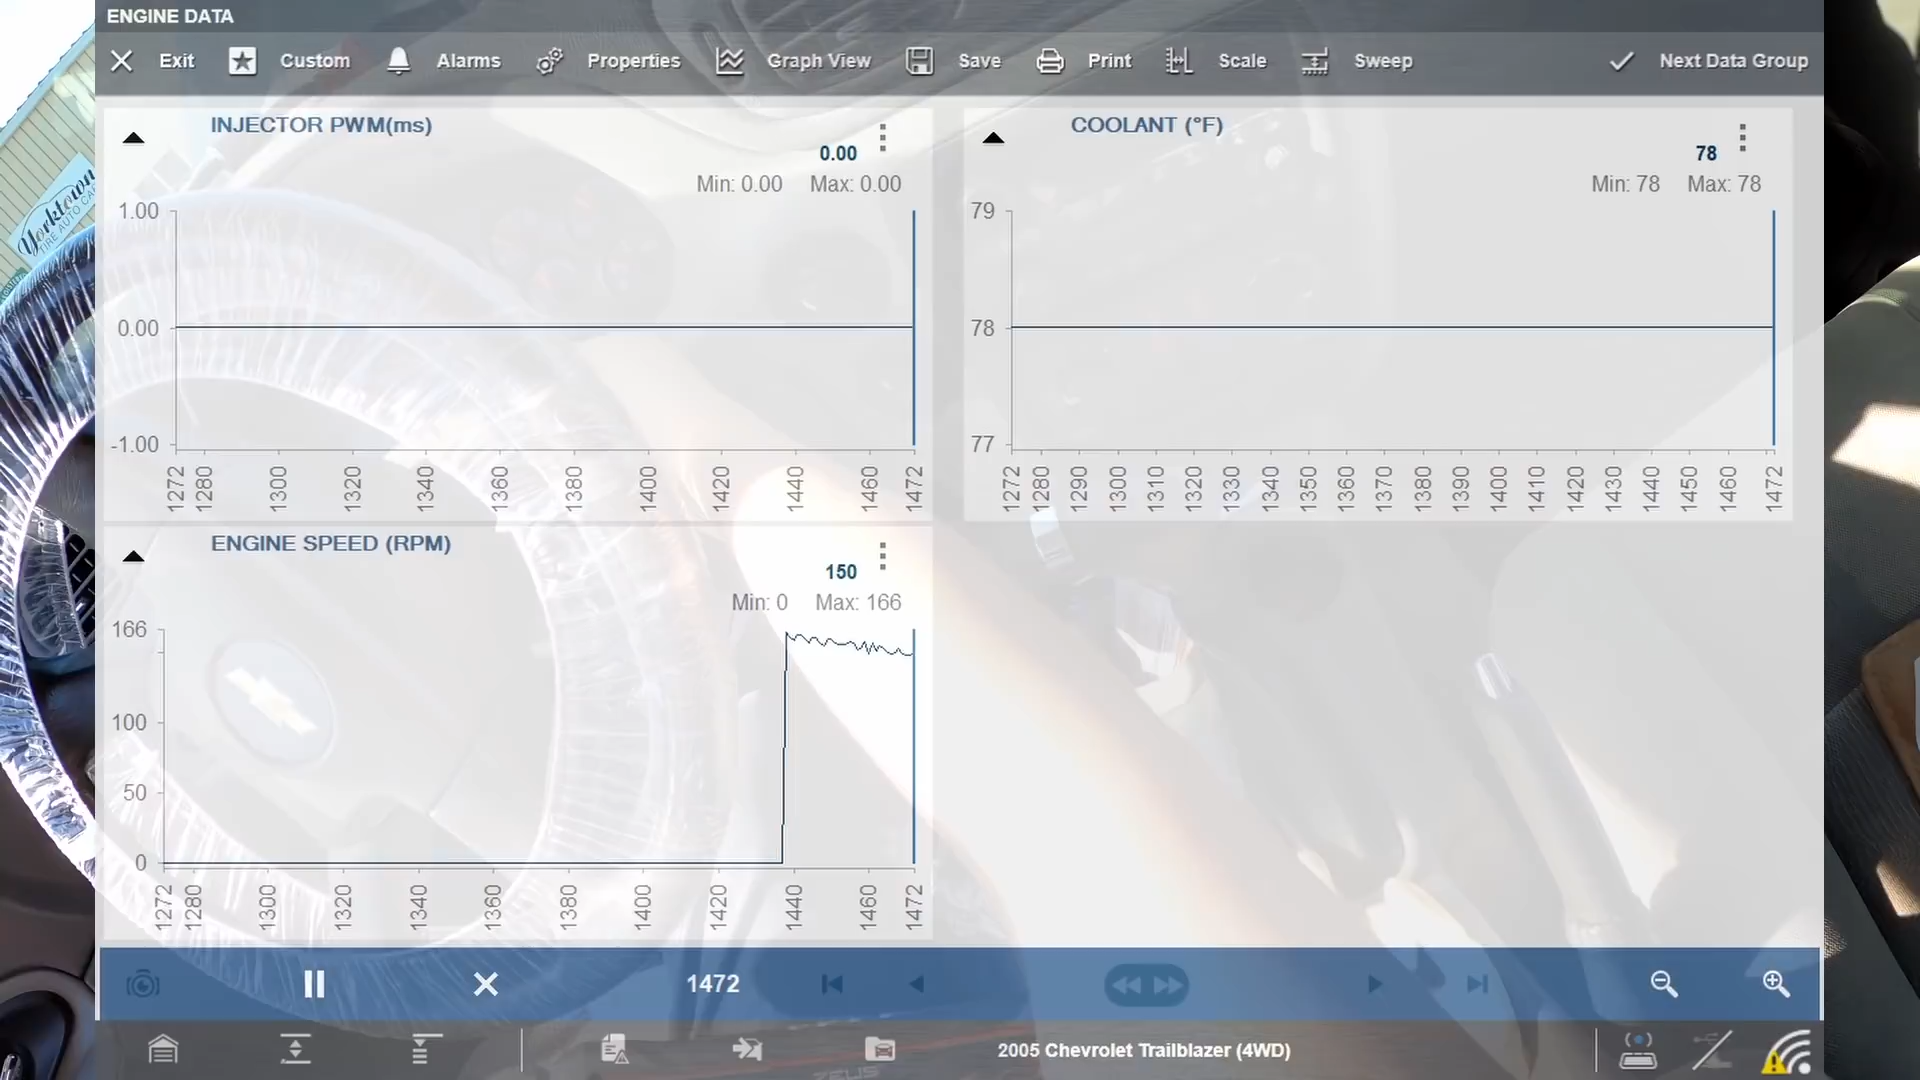 ENGINE DATA
Exit Custom Alarms Properties Graph View Save Print Scale Sweep Next Data Group
INJECTOR PWM(ms)
0.00
Min: 0.00 Max: 0.00
1.00
0.00
-1.00
1272 1280 1300 1320 1340 1360 1380 1400 1420 1440 1460 1472
COOLANT (°F)
78
Min: 78 Max: 78
79
78
77
1272 1280 1290 1300 1310 1320 1330 1340 1350 1360 1370 1380 1390 1400 1410 1420 1430 1440 1450 1460 1472
ENGINE SPEED (RPM)
150
Min: 0 Max: 166
166
100
50
0
1272 1280 1300 1320 1340 1360 1380 1400 1420 1440 1460 1472
1472
2005 Chevrolet Trailblazer (4WD)
ZEUS
Yorktown
TIRE AUTO CA